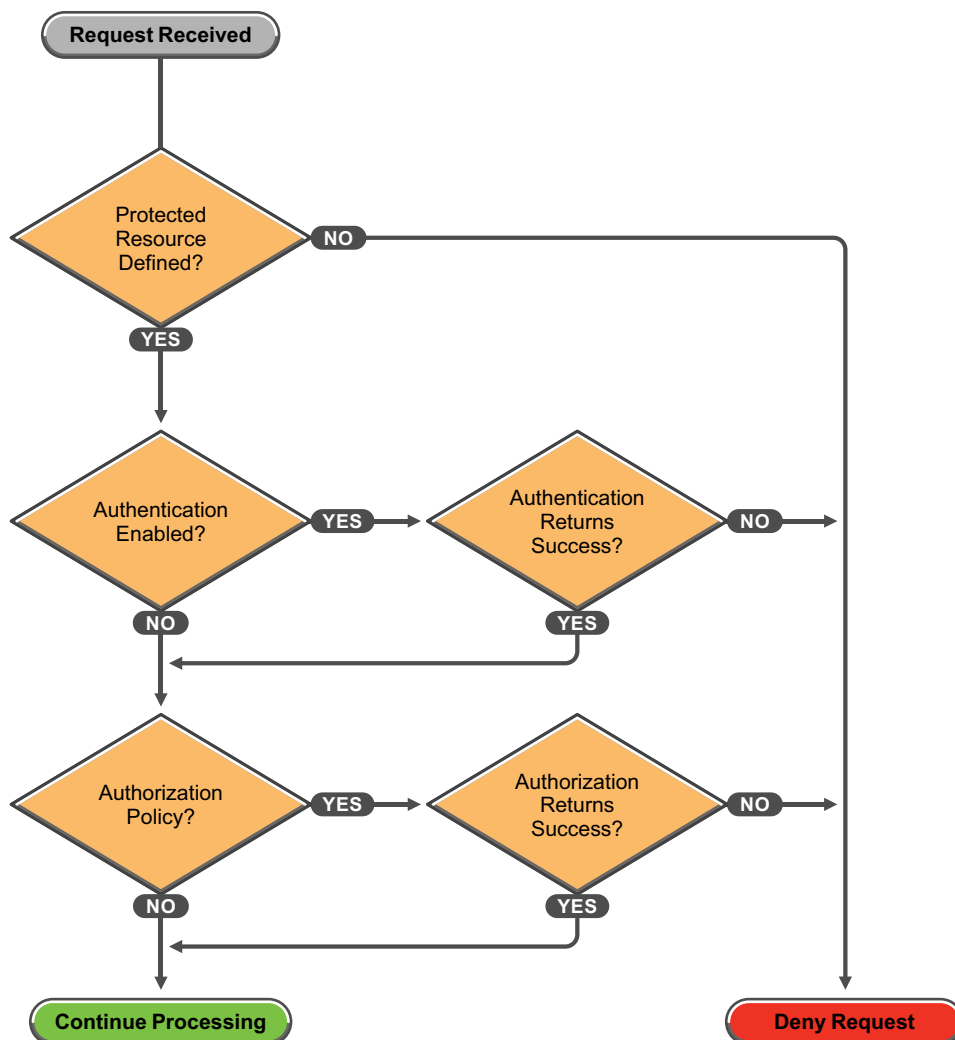 Request Received
Protected
Resource
Defined?
NO
YES
Authentication
Enabled?
YES
Authentication
Returns
Success?
NO
NO
YES
Authorization
Policy?
YES
Authorization
Returns
Success?
NO
NO
YES
Continue Processing
Deny Request